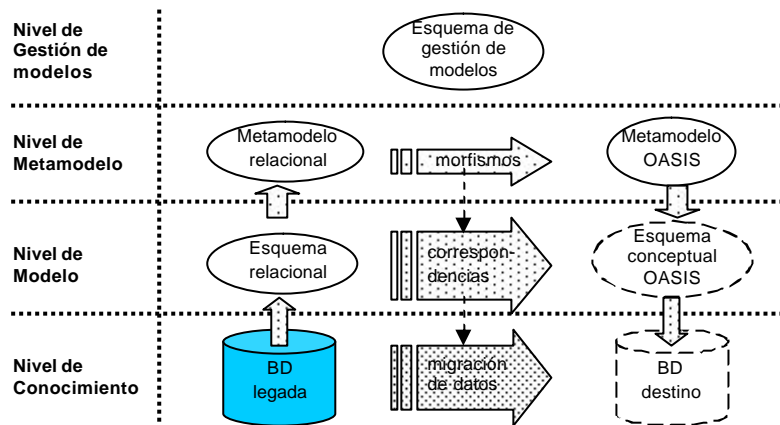 Nivel de
Gestión de
modelos
Esquema de
gestión de
modelos
Nivel de
Metamodelo
Metamodelo
relacional
morfismos
Metamodelo
OASIS
Nivel de
Modelo
Esquema
relacional
correspon-
dencias
Esquema
conceptual
OASIS
Nivel de
Conocimiento
BD
legada
migración
de datos
BD
destino